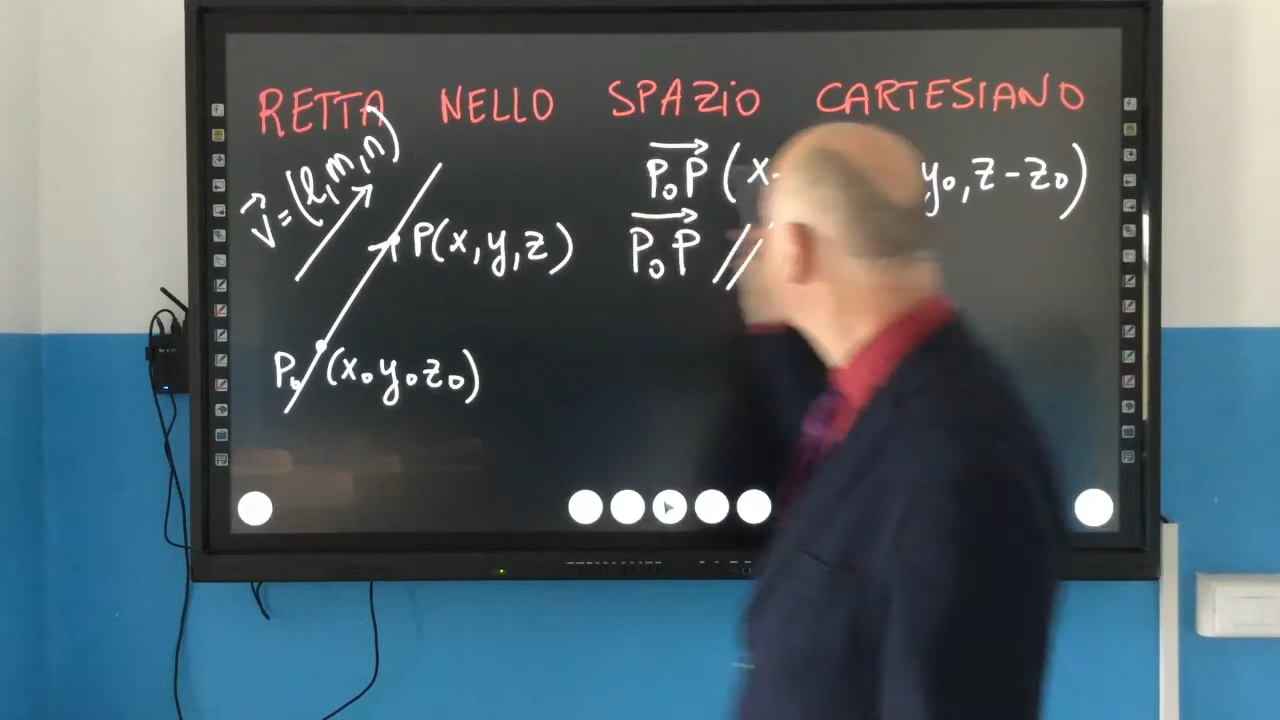 RETTA NELLO SPAZIO CARTESIANO
v⃗ = (l, m, n)
P(x, y, z)
P₀ (x₀ y₀ z₀)
P₀P⃗ (x- y₀, z - z₀)
P₀P⃗ //